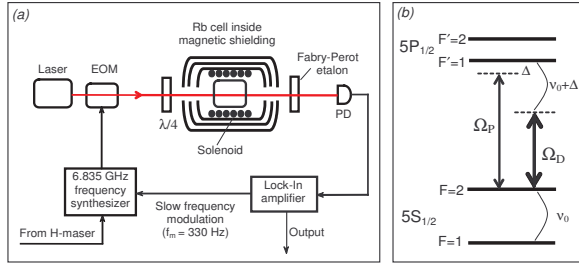 (a)
Rb cell inside
magnetic shielding
Fabry-Perot
etalon
Laser
EOM
λ/4
Solenoid
PD
6.835 GHz
frequency
synthesizer
Slow frequency
modulation
(fm = 330 Hz)
Lock-In
amplifier
From H-maser
Output
(b)
5P1/2
F'=2
F'=1
Δ
ν0+Δ
ΩP
ΩD
F=2
5S1/2
ν0
F=1